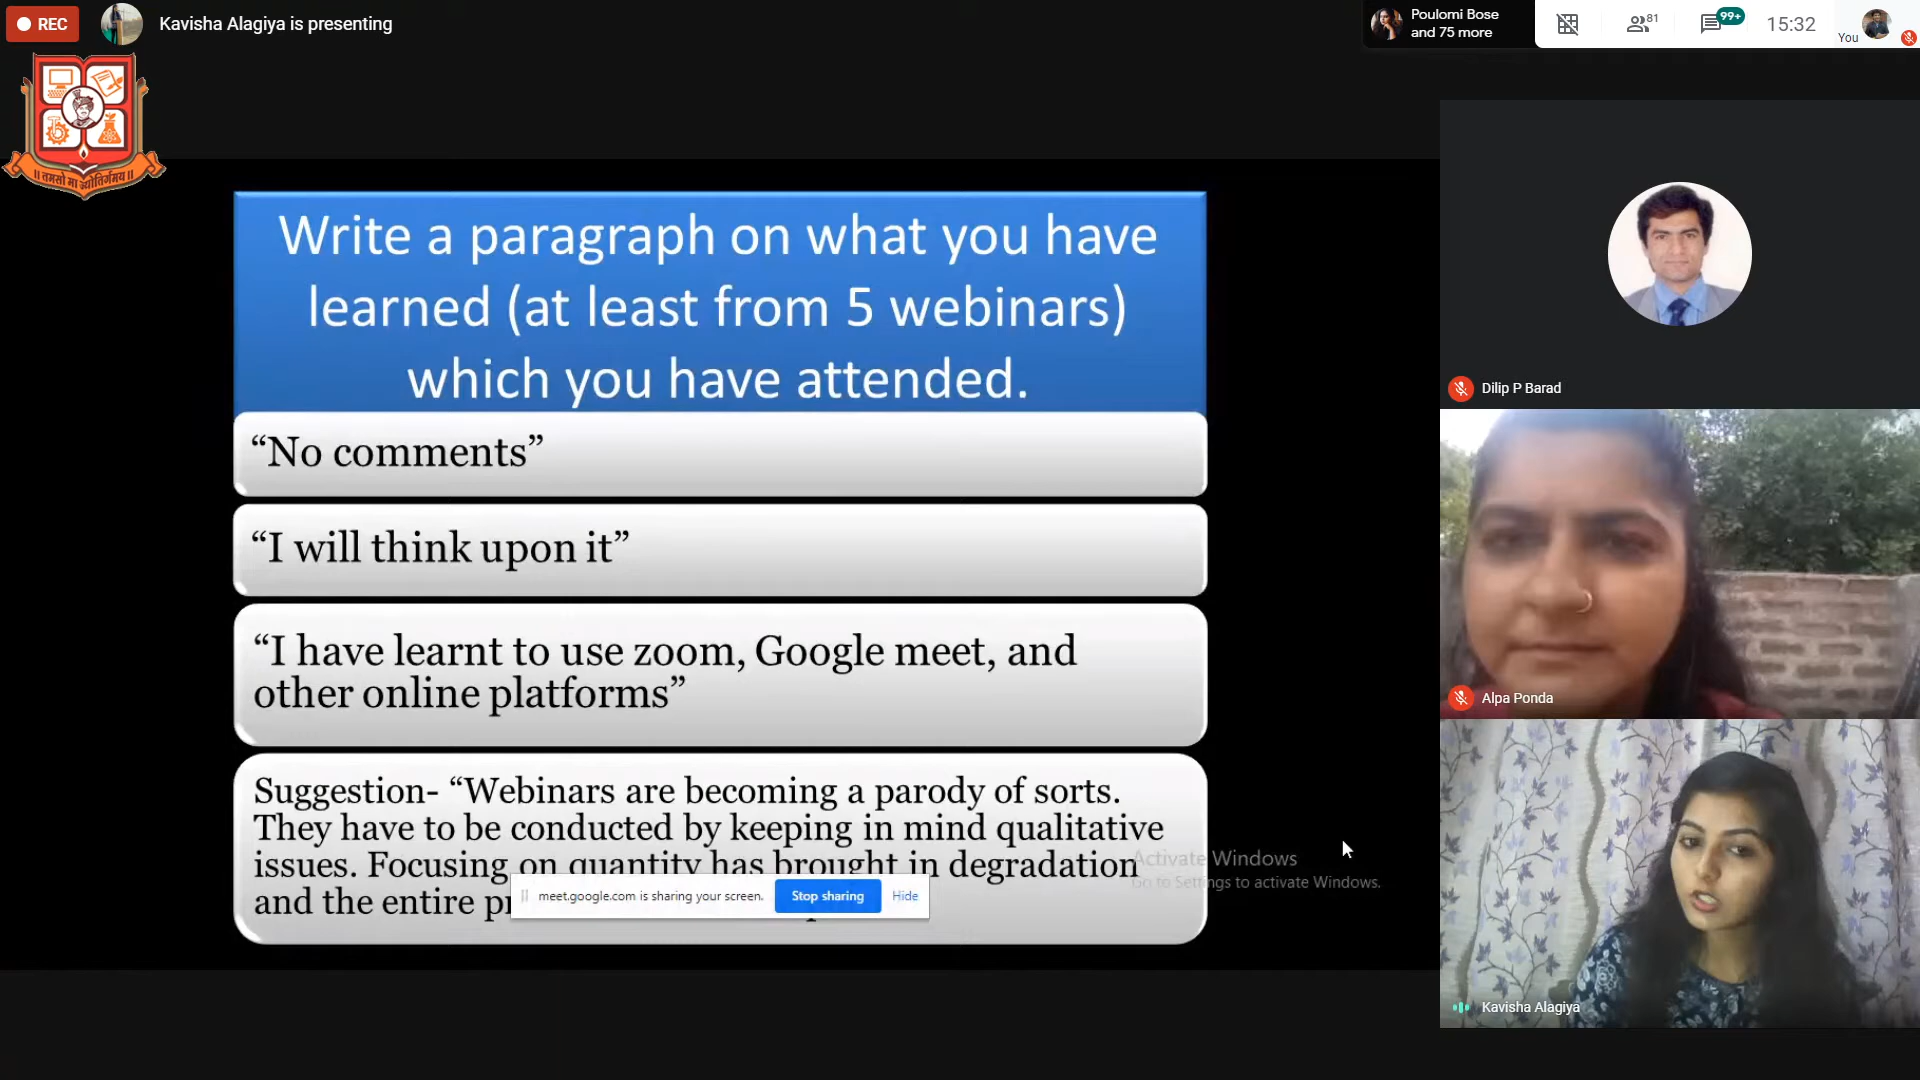 REC
Kavisha Alagiya is presenting
Poulomi Bose
and 75 more
81
99+
15:32
You
॥ तमसो मा ज्योतिर्गमय ॥
Write a paragraph on what you have
learned (at least from 5 webinars)
which you have attended.
“No comments”
“I will think upon it”
“I have learnt to use zoom, Google meet, and
other online platforms”
Suggestion- “Webinars are becoming a parody of sorts.
They have to be conducted by keeping in mind qualitative
issues. Focusing on quantity has brought in degradation
and the entire
meet.google.com is sharing your screen.
Stop sharing
Hide
Activate Windows
Go to Settings to activate Windows.
Dilip P Barad
Alpa Ponda
Kavisha Alagiya